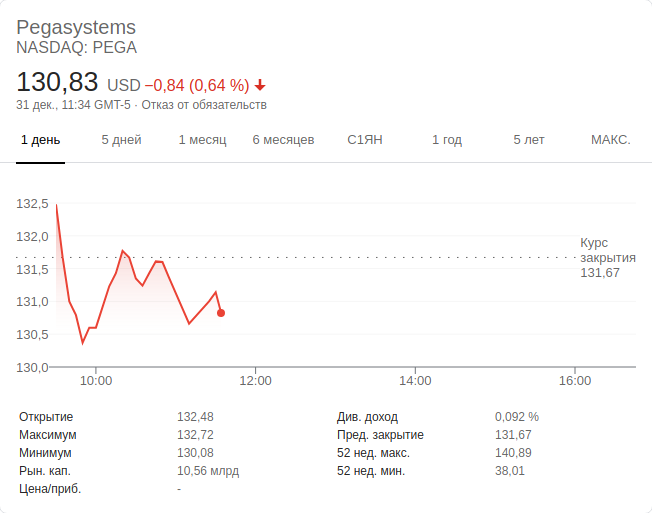 Pegasystems
NASDAQ: PEGA
130,83 USD −0,84 (0,64 %)
31 дек., 11:34 GMT-5 · Отказ от обязательств
1 день 5 дней 1 месяц 6 месяцев С1ЯН 1 год 5 лет МАКС.
132,5
132,0
131,5
131,0
130,5
130,0
Курс
закрытия
131,67
10:00 12:00 14:00 16:00
Открытие 132,48 Див. доход 0,092 %
Максимум 132,72 Пред. закрытие 131,67
Минимум 130,08 52 нед. макс. 140,89
Рын. кап. 10,56 млрд 52 нед. мин. 38,01
Цена/приб. -